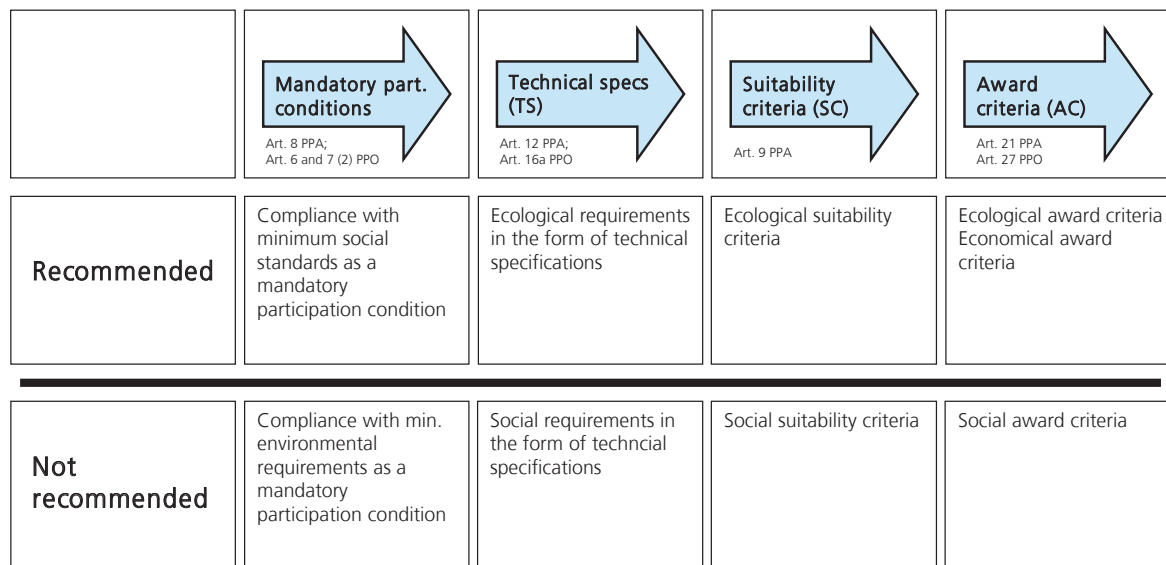 Mandatory part.
conditions
Art. 8 PPA;
Art. 6 and 7 (2) PPO
Technical specs
(TS)
Art. 12 PPA;
Art. 16a PPO
Suitability
criteria (SC)
Art. 9 PPA
Award
criteria (AC)
Art. 21 PPA
Art. 27 PPO
Recommended
Compliance with
minimum social
standards as a
mandatory
participation condition
Ecological requirements
in the form of technical
specifications
Ecological suitability
criteria
Ecological award criteria
Economical award
criteria
Not
recommended
Compliance with min.
environmental
requirements as a
mandatory
participation condition
Social requirements in
the form of techncial
specifications
Social suitability criteria
Social award criteria